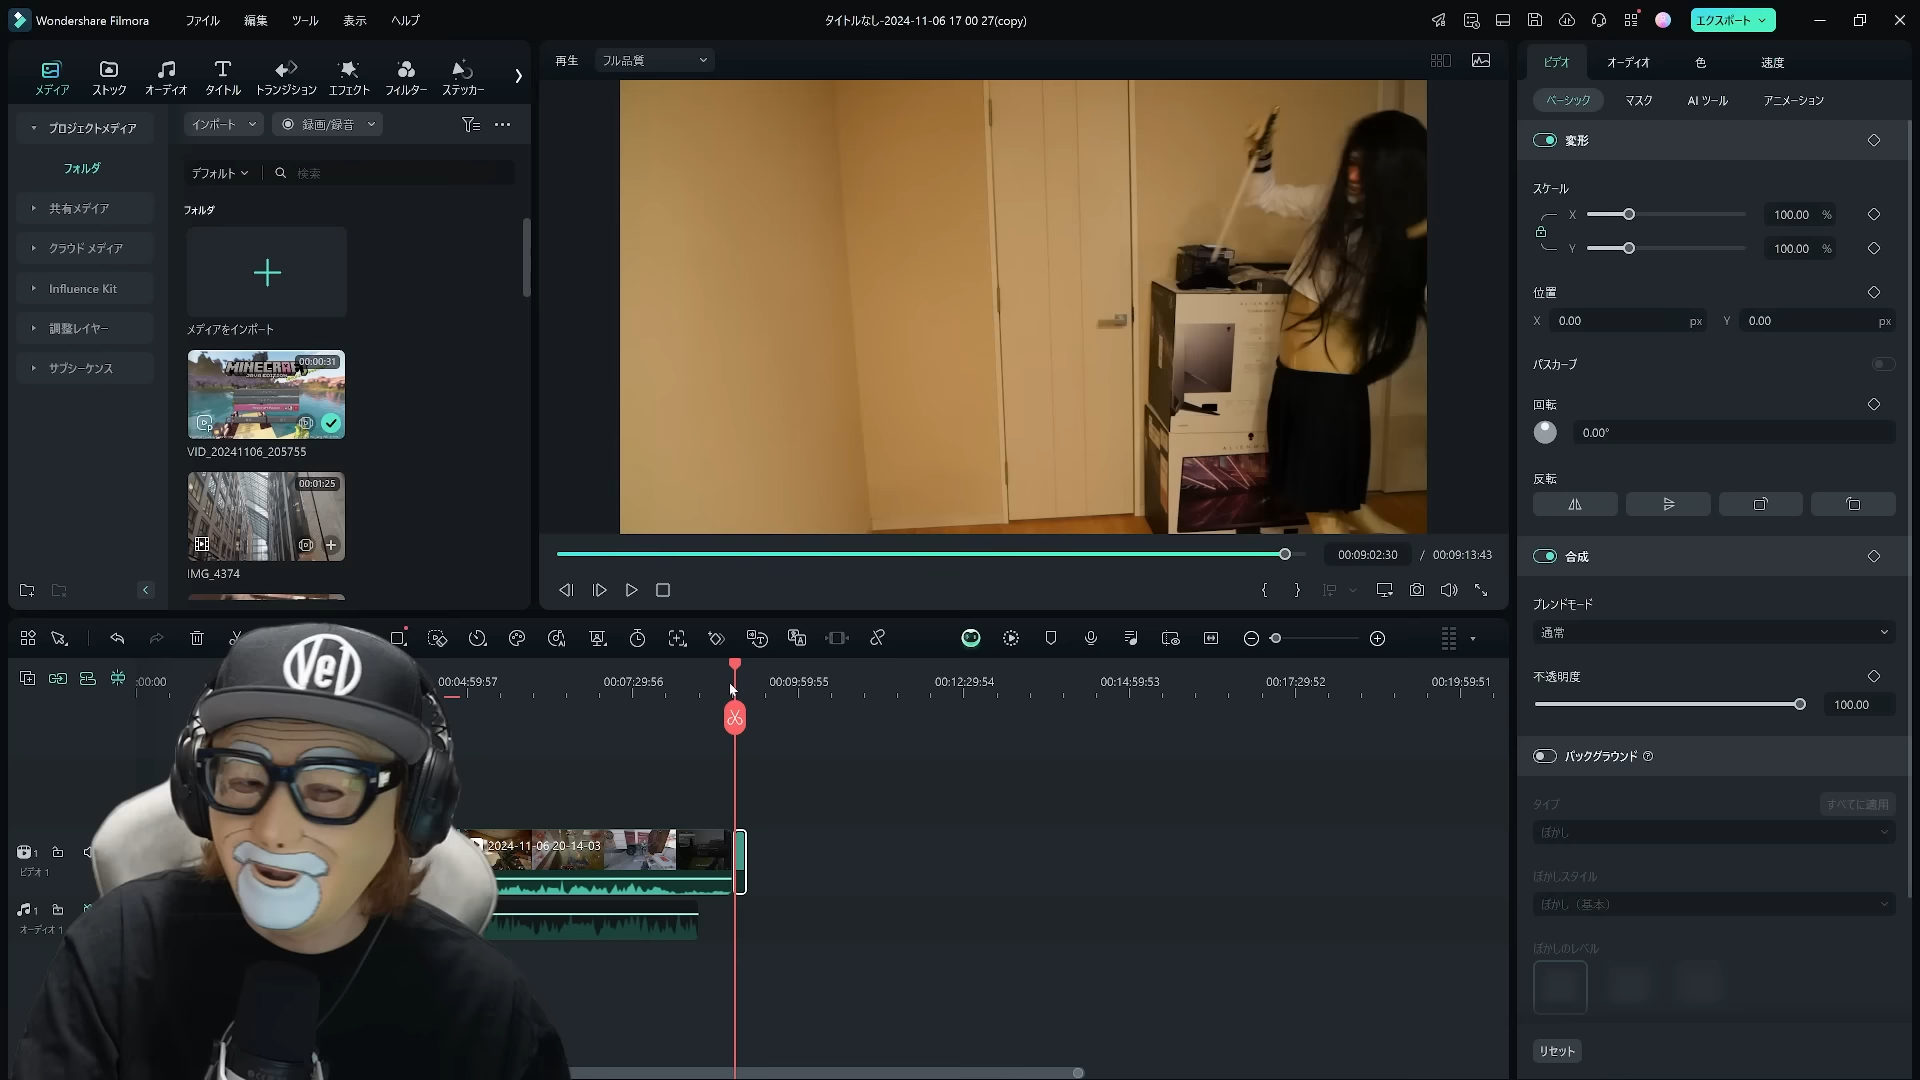 Wondershare Filmora
ファイル
編集
ツール
表示
ヘルプ
タイトルなし-2024-11-06 17 00 27(copy)
エクスポート
メディア
ストック
オーディオ
タイトル
トランジション
エフェクト
フィルター
ステッカー
再生
フル品質
ビデオ
オーディオ
色
速度
プロジェクトメディア
フォルダ
共有メデイア
クラウド メディア
Influence Kit
調整レイヤー
サブシーケンス
インポート
録画/録音
デフォルト
検索
フォルダ
メディアをインポート
00:00:31
MINECRAFT
JAVA EDITION
VID_20241106_205755
00:01:25
IMG_4374
00:09:02:30 / 00:09:13:43
ベーシック
マスク
AI ツール
アニメーション
変形
スケール
X 100.00 %
Y 100.00 %
位置
X 0.00 px Y 0.00 px
パスカーブ
回転
0.00°
反転
合成
ブレンドモード
通常
不透明度
100.00
バックグラウンド
タイプ
すべてに適用
ぼかし
ぼかしスタイル
ぼかし（基本）
ぼかしのレベル
リセット
:00:00
00:04:59:57
00:07:29:56
00:09:59:55
00:12:29:54
00:14:59:53
00:17:29:52
00:19:59:51
1
ビデオ 1
2024-11-06 20-14-03
1
オーディオ 1